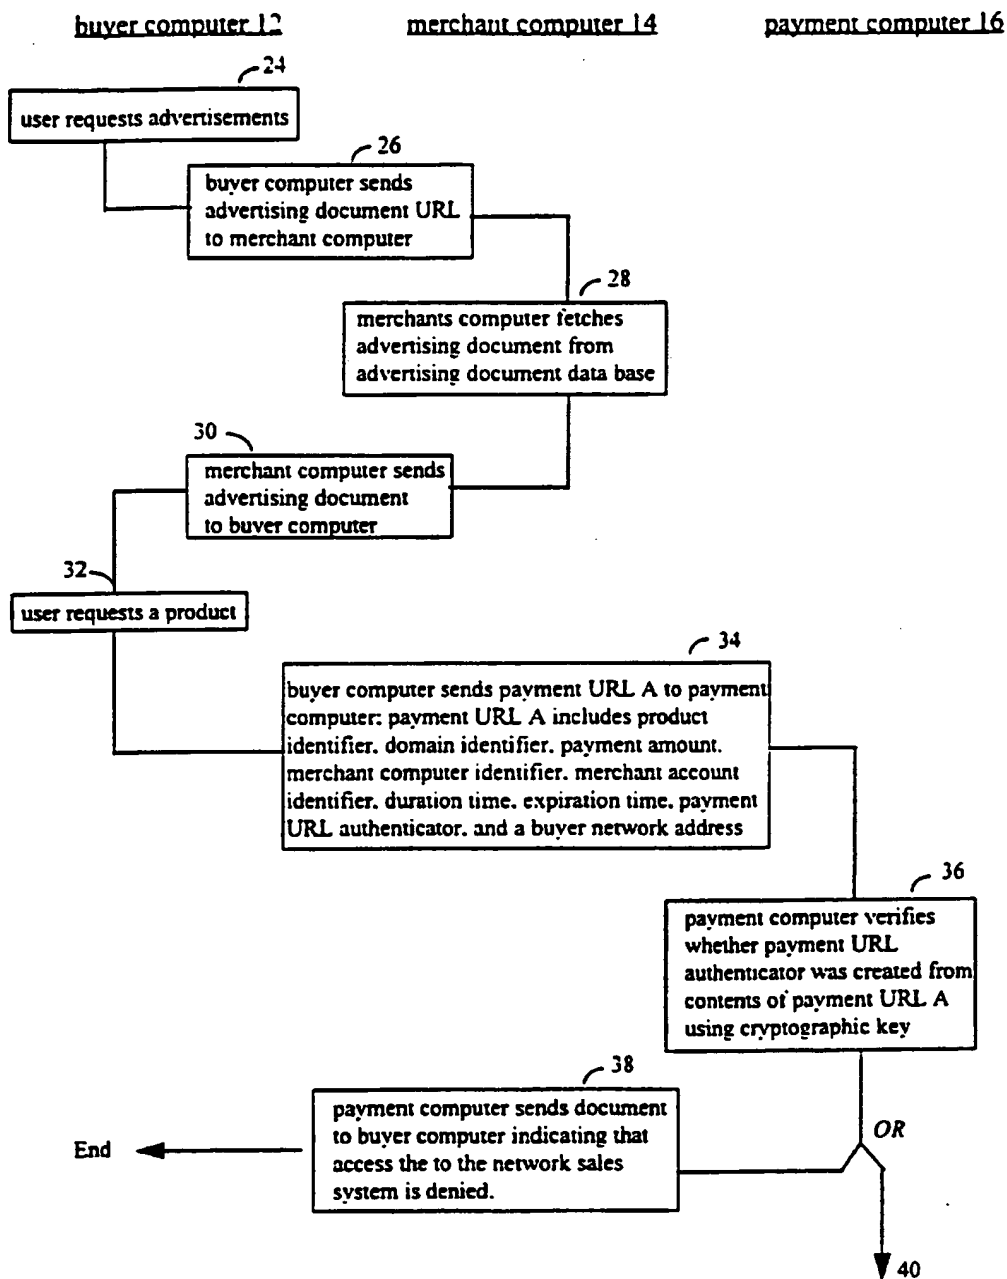 buyer computer 12
merchant computer 14
payment computer 16
24
user requests advertisements
26
buyer computer sends
advertising document URL
to merchant computer
28
merchants computer fetches
advertising document from
advertising document data base
30
merchant computer sends
advertising document
to buyer computer
32
user requests a product
34
buyer computer sends payment URL A to payment
computer: payment URL A includes product
identifier. domain identifier. payment amount.
merchant computer identifier. merchant account
identifier. duration time. expiration time. payment
URL authenticator. and a buyer network address
36
payment computer verifies
whether payment URL
authenticator was created from
contents of payment URL A
using cryptographic key
38
payment computer sends document
to buyer computer indicating that
access the to the network sales
system is denied.
OR
End
40